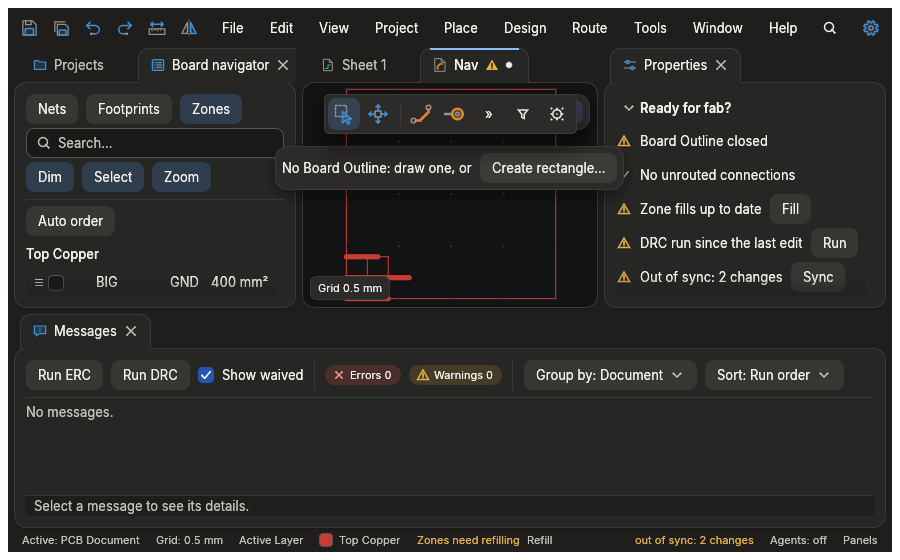 File Edit View Project Place Design Route Tools Window Help
Projects Board navigator Sheet 1 Nav Properties
Nets Footprints Zones
Search...
Dim Select Zoom
Auto order
Top Copper
BIG GND 400 mm²
No Board Outline: draw one, or Create rectangle...
Grid 0.5 mm
Ready for fab?
Board Outline closed
No unrouted connections
Zone fills up to date Fill
DRC run since the last edit Run
Out of sync: 2 changes Sync
Messages
Run ERC Run DRC Show waived Errors 0 Warnings 0 Group by: Document Sort: Run order
No messages.
Select a message to see its details.
Active: PCB Document Grid: 0.5 mm Active Layer Top Copper Zones need refilling Refill out of sync: 2 changes Agents: off Panels